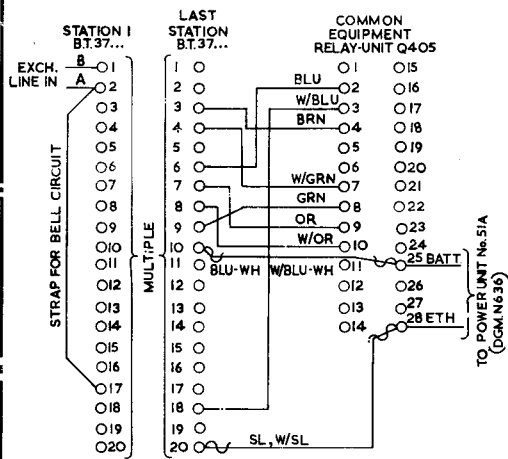 STATION 1
B.T. 37...
LAST
STATION
B.T. 37...
COMMON
EQUIPMENT
RELAY-UNIT Q405
EXCH.
LINE IN
B
A
1
2
3
4
5
6
7
8
9
10
11
12
13
14
15
16
17
18
19
20
STRAP FOR BELL CIRCUIT
MULTIPLE
1
2
3
4
5
6
7
8
9
10
11
12
13
14
15
16
17
18
19
20
BLU
W/BLU
BRN
W/GRN
GRN
OR
W/OR
BLU-WH
W/BLU-WH
SL, W/SL
1
2
3
4
5
6
7
8
9
10
11
12
13
14
15
16
17
18
19
20
21
22
23
24
25 BATT
26
27
28 ETH
TO POWER UNIT No. 51A
(DGM. N636)